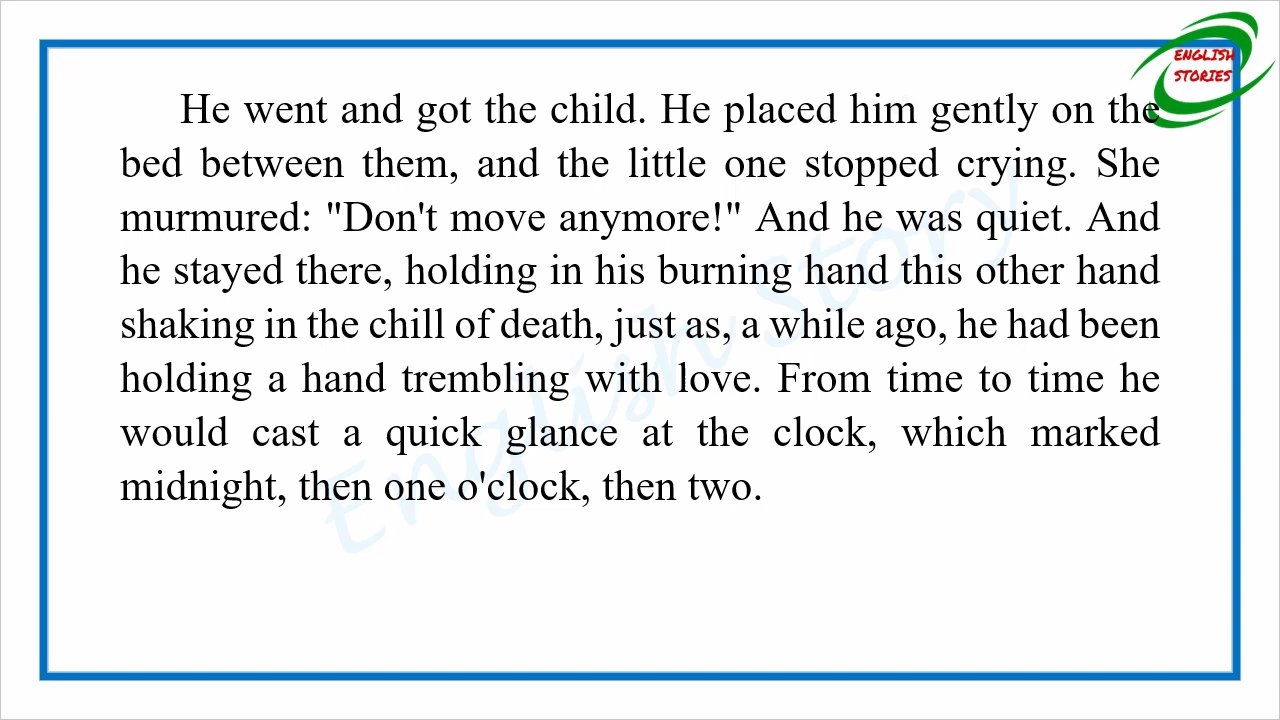 ENGLISH
STORIES
He went and got the child. He placed him gently on the
bed between them, and the little one stopped crying. She
murmured: "Don't move anymore!" And he was quiet. And
he stayed there, holding in his burning hand this other hand
shaking in the chill of death, just as, a while ago, he had been
holding a hand trembling with love. From time to time he
would cast a quick glance at the clock, which marked
midnight, then one o'clock, then two.
English Story